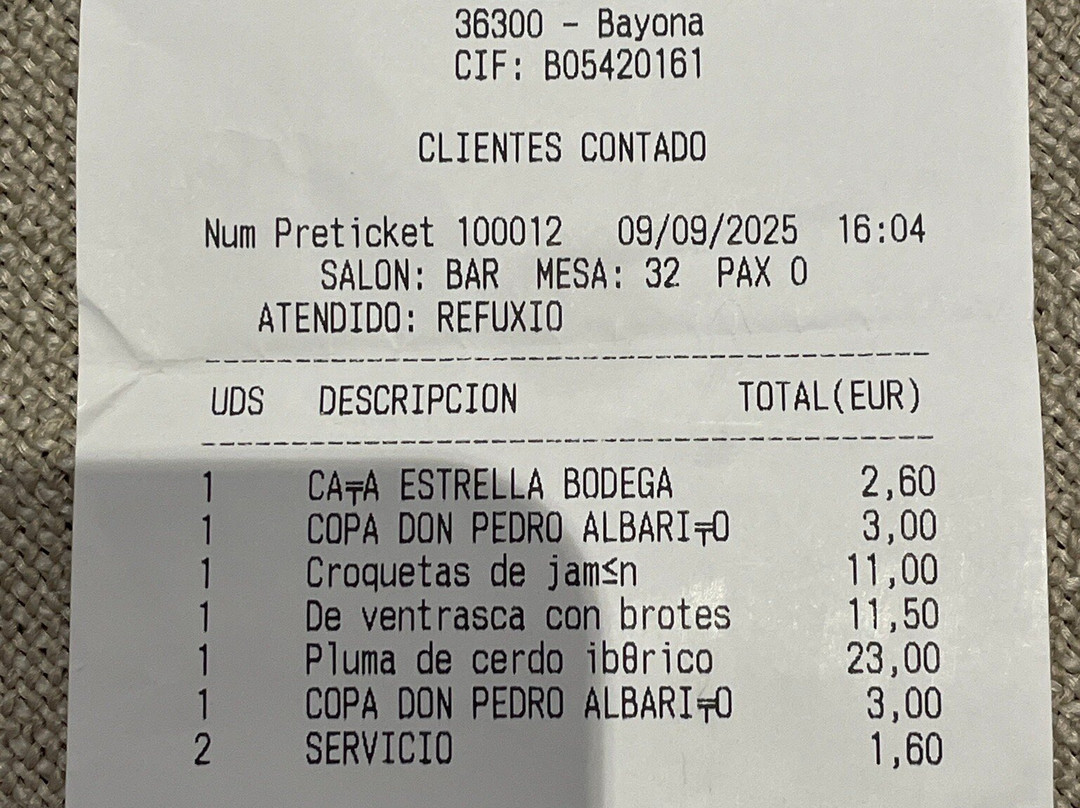 36300 - Bayona
CIF: B05420161
CLIENTES CONTADO
Num Preticket 100012 09/09/2025 16:04
SALON: BAR MESA: 32 PAX 0
ATENDIDO: REFUXIO
UDS DESCRIPCION TOTAL(EUR)
1 CA╤A ESTRELLA BODEGA 2,60
1 COPA DON PEDRO ALBARI╤O 3,00
1 Croquetas de jam≤n 11,00
1 De ventrasca con brotes 11,50
1 Pluma de cerdo ibθrico 23,00
1 COPA DON PEDRO ALBARI╤O 3,00
2 SERVICIO 1,60